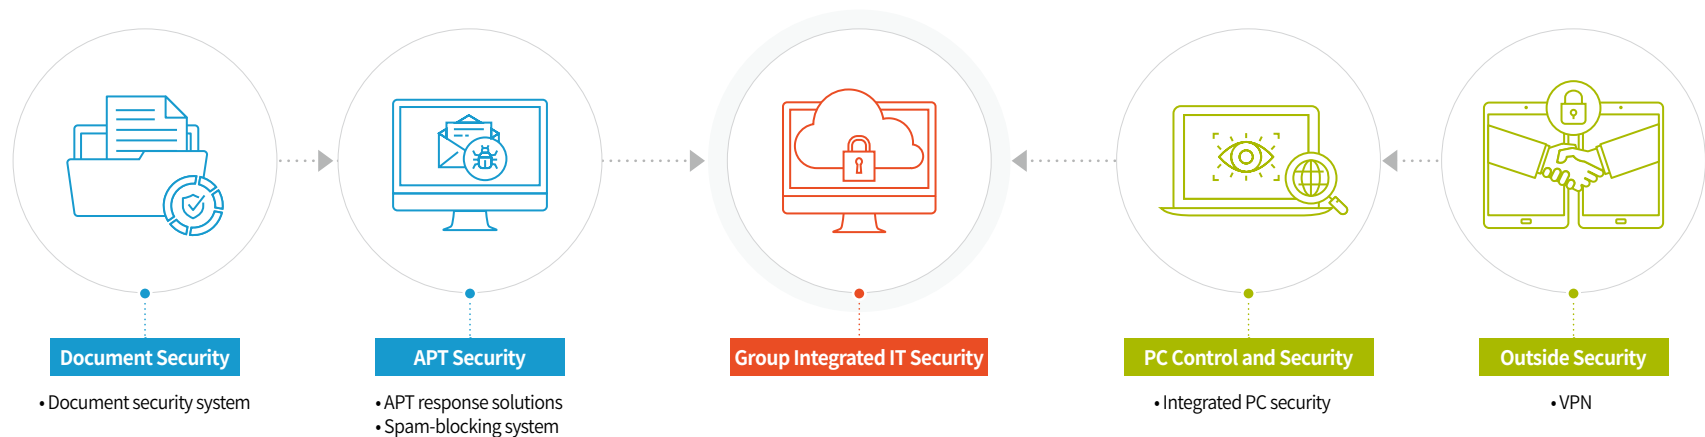 Document Security
• Document security system
APT Security
• APT response solutions
• Spam-blocking system
Group Integrated IT Security
PC Control and Security
• Integrated PC security
Outside Security
• VPN